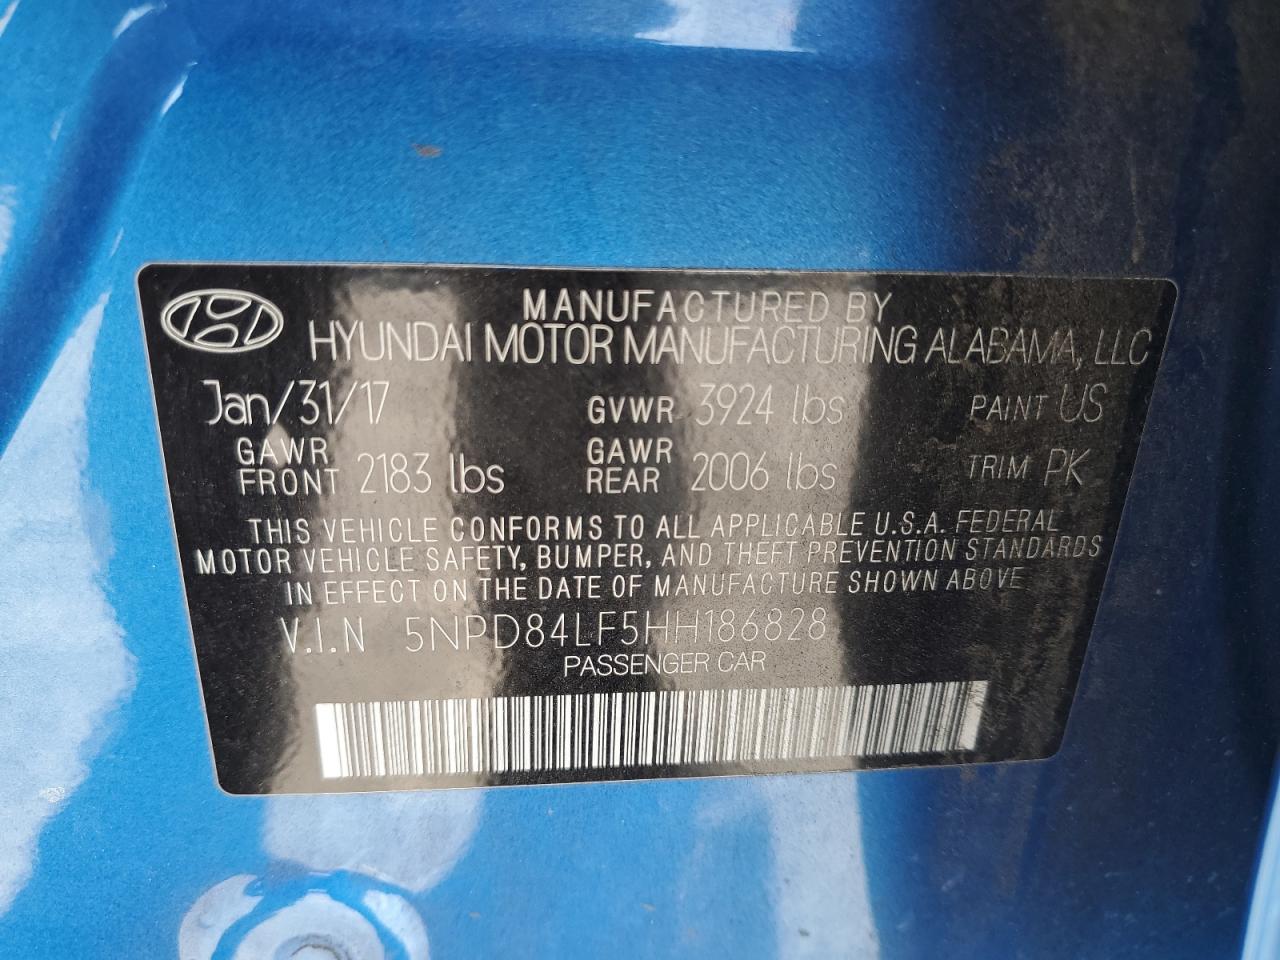 MANUFACTURED BY
HYUNDAI MOTOR MANUFACTURING ALABAMA, LLC
Jan/31/17 GVWR 3924 lbs PAINT US
GAWR FRONT 2183 lbs GAWR REAR 2006 lbs TRIM PK
THIS VEHICLE CONFORMS TO ALL APPLICABLE U.S.A. FEDERAL
MOTOR VEHICLE SAFETY, BUMPER, AND THEFT PREVENTION STANDARDS
IN EFFECT ON THE DATE OF MANUFACTURE SHOWN ABOVE
V.I.N 5NPD84LF5HH186828
PASSENGER CAR